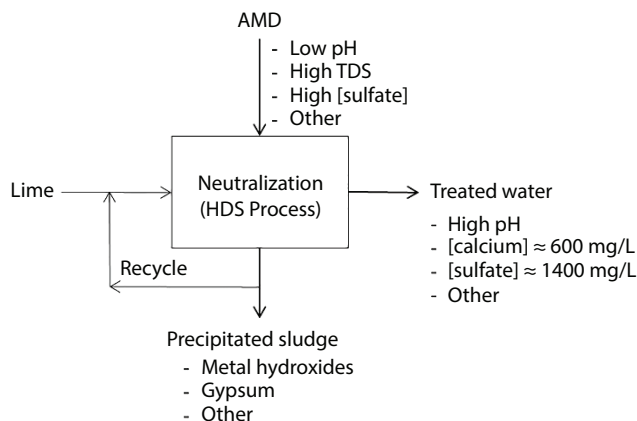 AMD
- Low pH
- High TDS
- High [sulfate]
- Other
Lime
Neutralization
(HDS Process)
Treated water
- High pH
- [calcium] ≈ 600 mg/L
- [sulfate] ≈ 1400 mg/L
- Other
Recycle
Precipitated sludge
- Metal hydroxides
- Gypsum
- Other